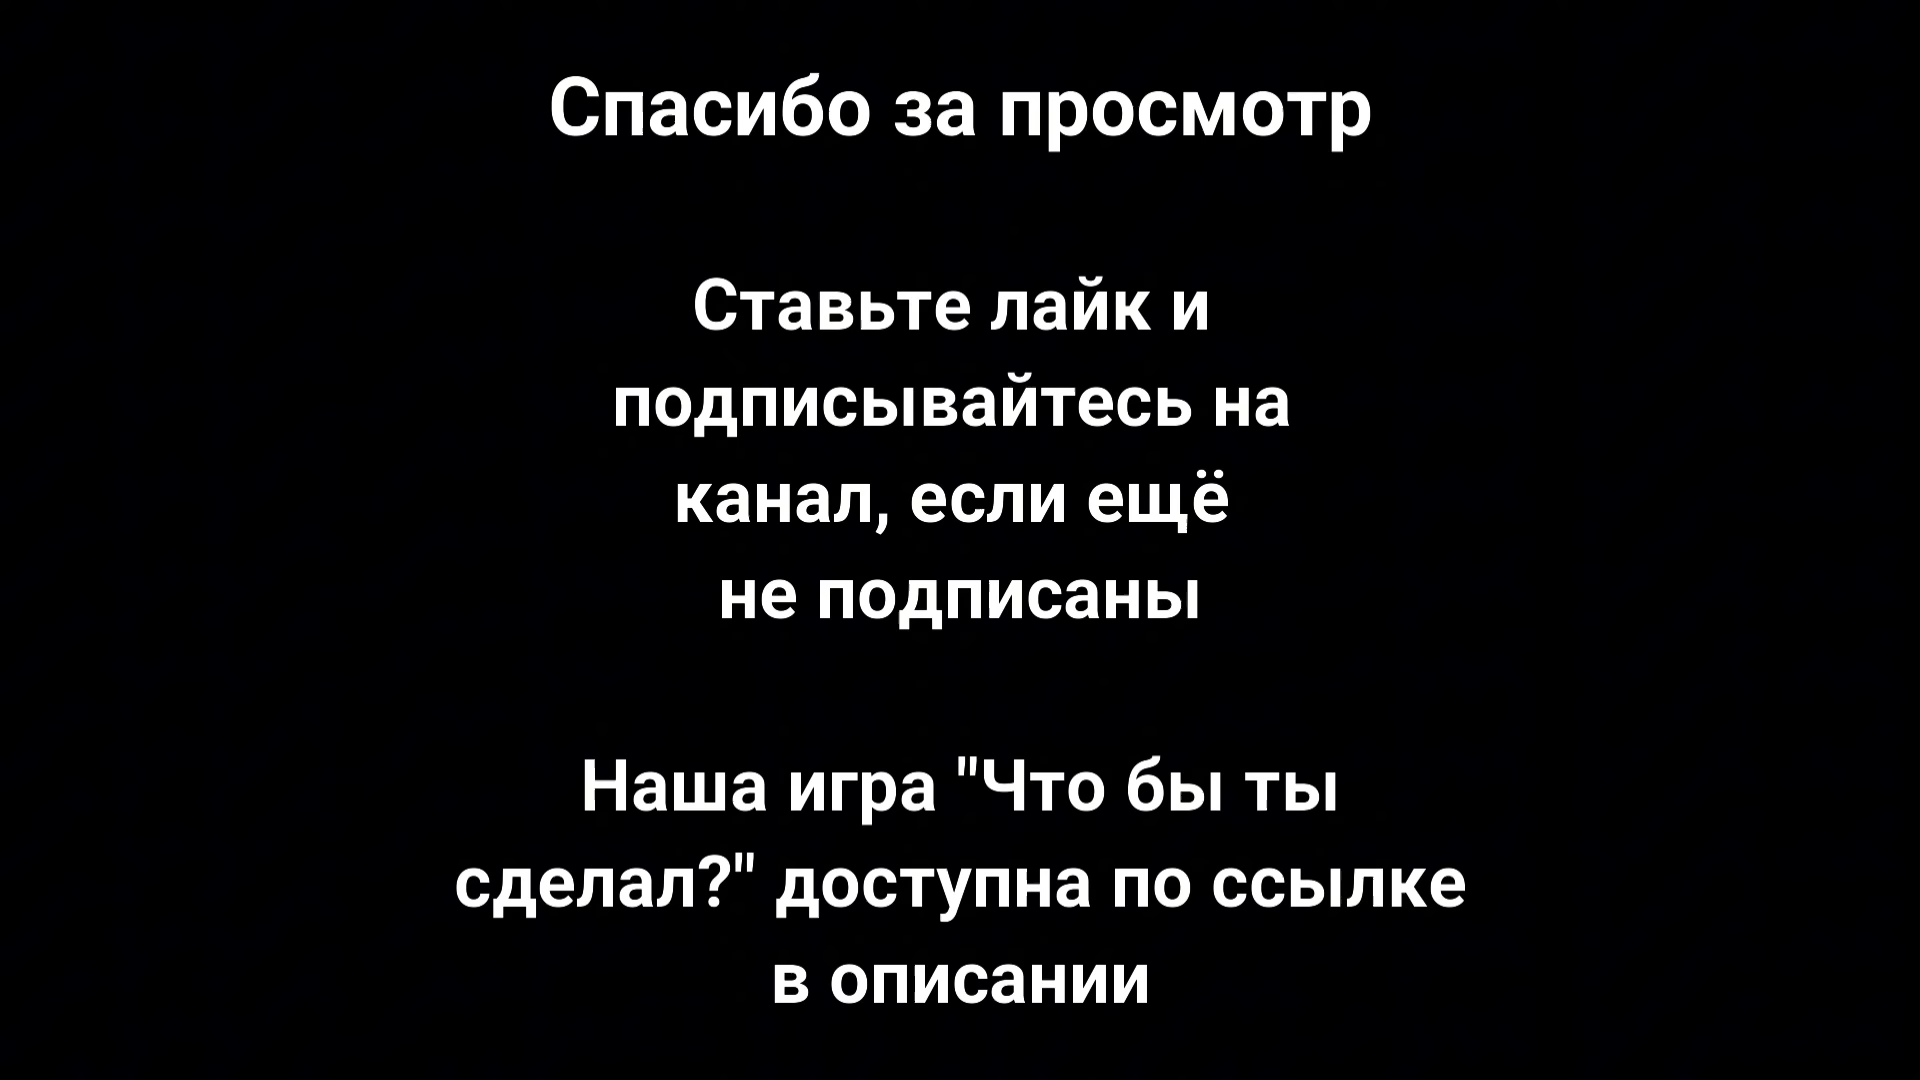 Спасибо за просмотр
Ставьте лайк и
подписывайтесь на
канал, если ещё
не подписаны
Наша игра "Что бы ты
сделал?" доступна по ссылке
в описании